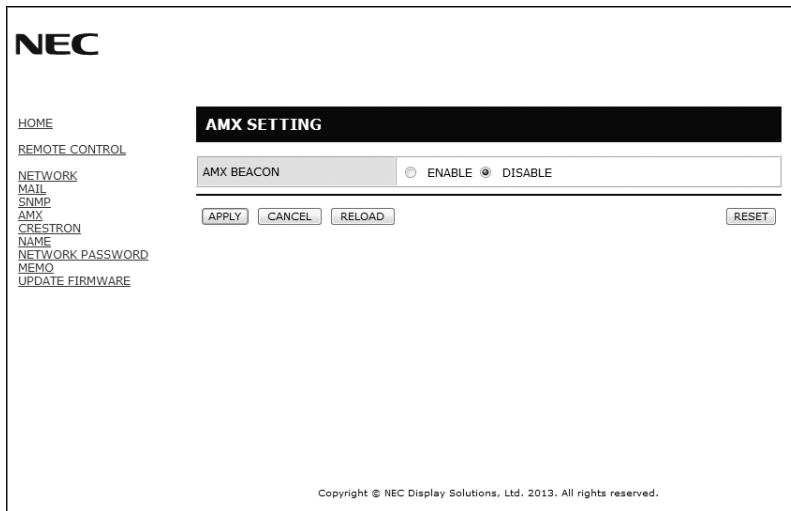 NEC
HOME
REMOTE CONTROL
NETWORK
MAIL
SNMP
AMX
CRESTRON
NAME
NETWORK PASSWORD
MEMO
UPDATE FIRMWARE
AMX SETTING
AMX BEACON ENABLE DISABLE
APPLY CANCEL RELOAD RESET
Copyright © NEC Display Solutions, Ltd. 2013. All rights reserved.